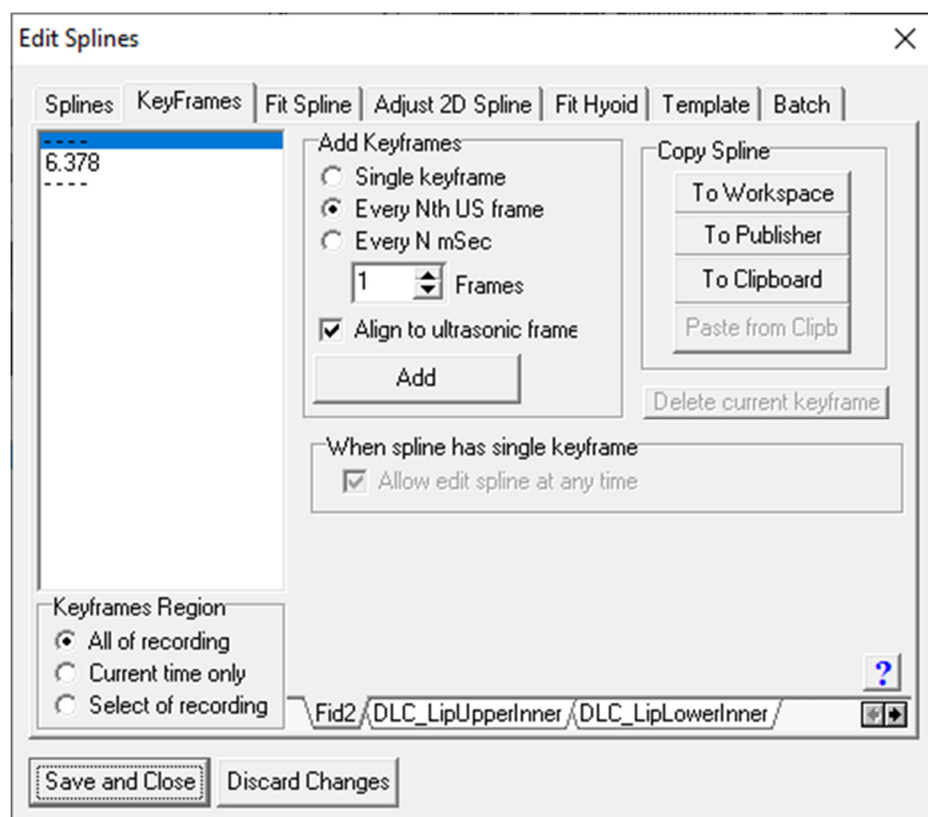 Edit Splines
Splines KeyFrames Fit Spline Adjust 2D Spline Fit Hyoid Template Batch
- - - -
6.378
- - - -
Add Keyframes
Single keyframe
Every Nth US frame
Every N mSec
1 Frames
Align to ultrasonic frame
Add
Copy Spline
To Workspace
To Publisher
To Clipboard
Paste from Clipb
Delete current keyframe
When spline has single keyframe
Allow edit spline at any time
Keyframes Region
All of recording
Current time only
Select of recording
?
Fid2 DLC_LipUpperInner DLC_LipLowerInner
Save and Close Discard Changes